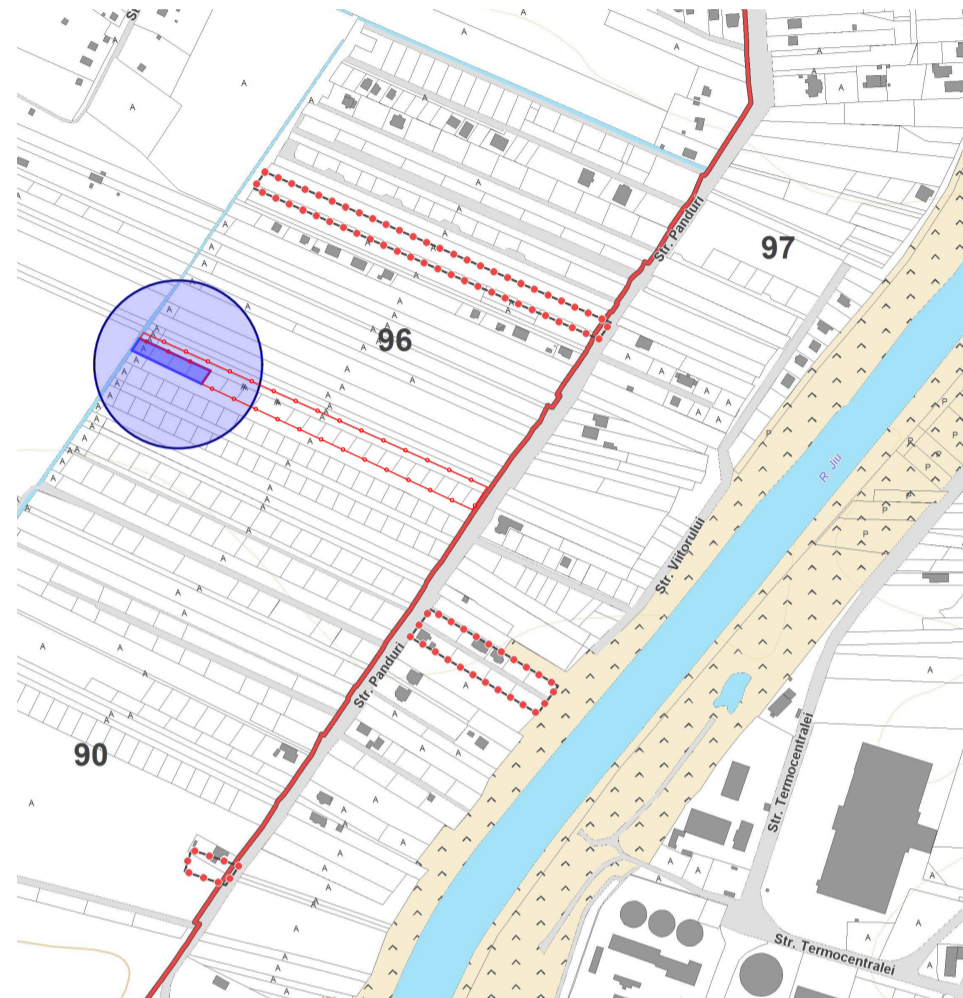 Str. Panduri
97
96
R. Jiu
Str. Viitorului
Str. Panduri
90
Str. Termocentralei
Str. Termocentralei